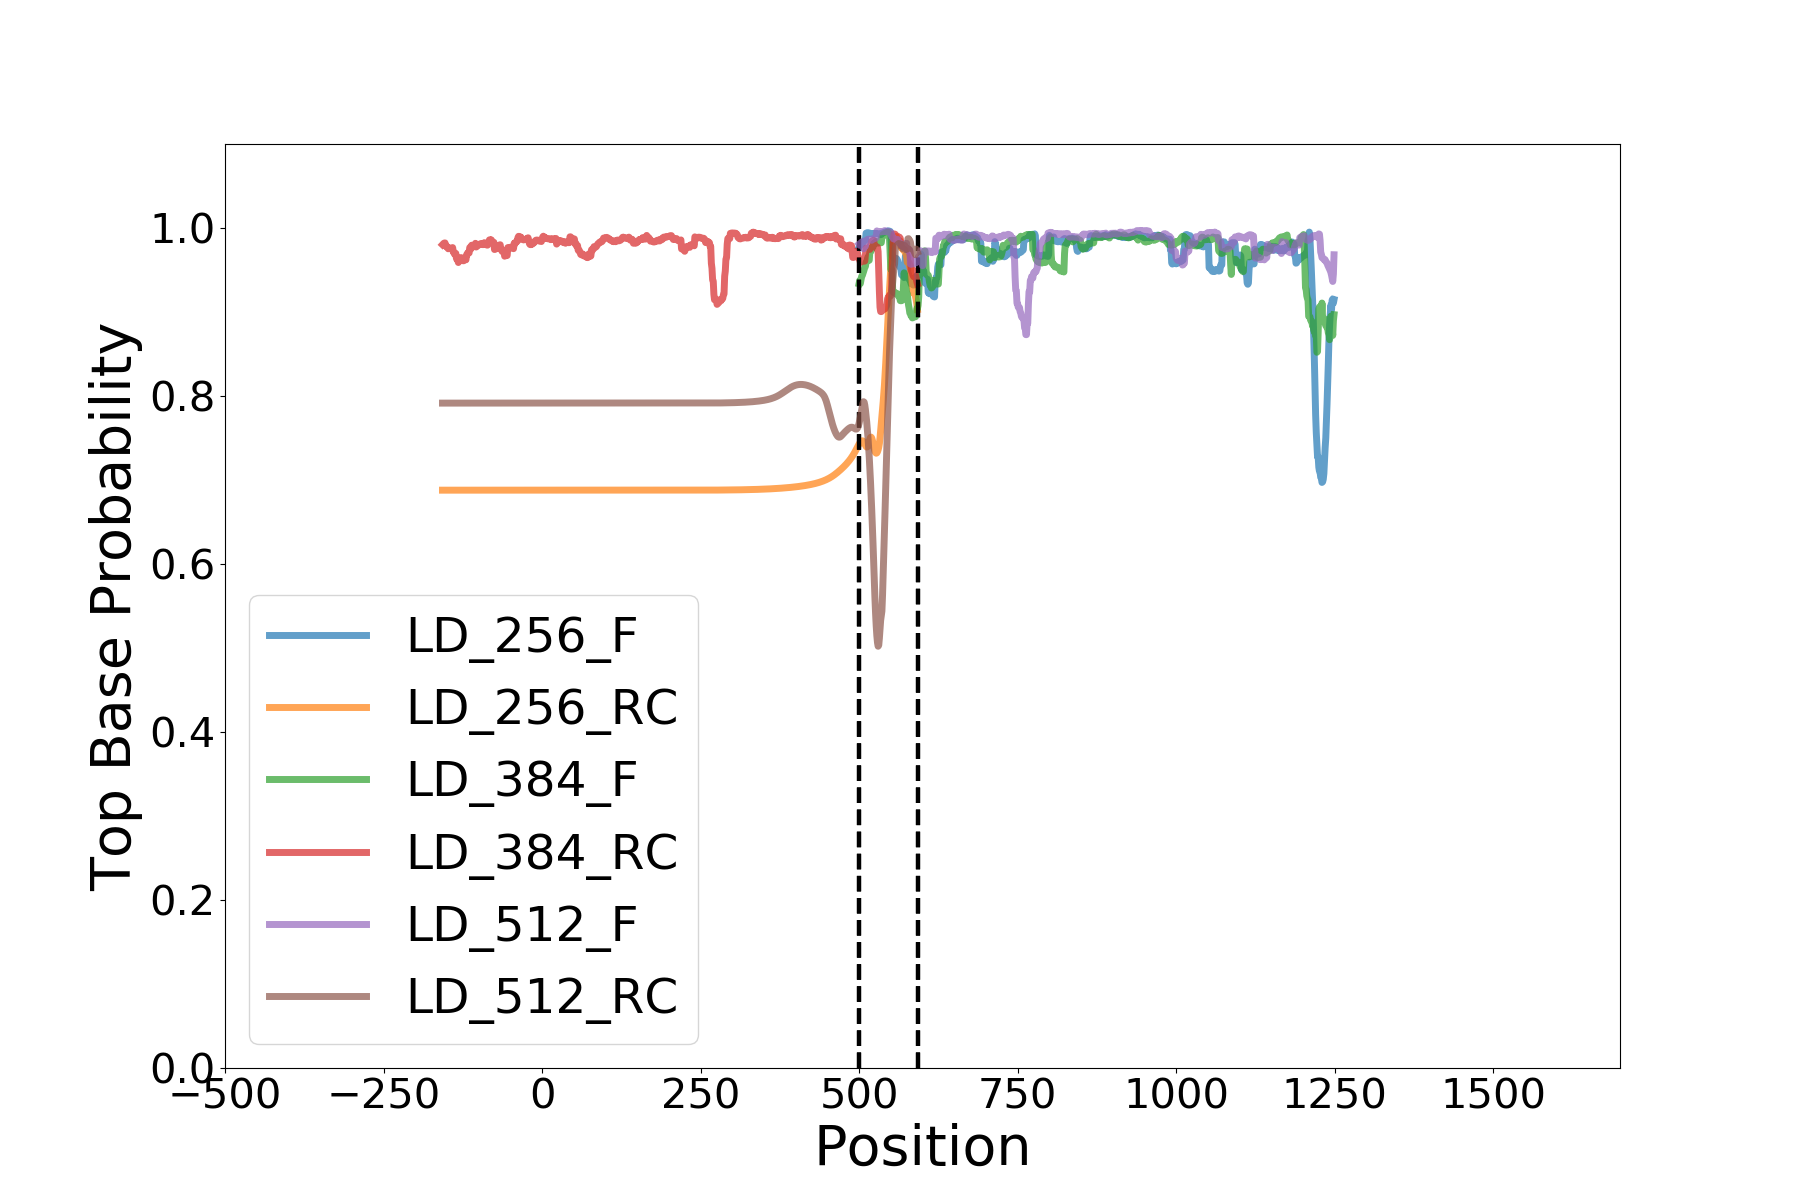 Top Base Probability
1.0
0.8
0.6
0.4
0.2
0.0
LD_256_F
LD_256_RC
LD_384_F
LD_384_RC
LD_512_F
LD_512_RC
−500 −250 0 250 500 750 1000 1250 1500
Position